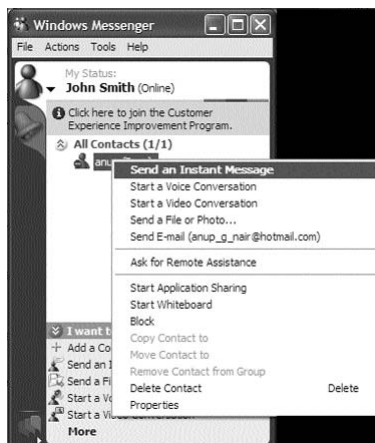 Windows Messenger
File Actions Tools Help
My Status:
John Smith (Online)
Click here to join the Customer
Experience Improvement Program.
All Contacts (1/1)
Send an Instant Message
Start a Voice Conversation
Start a Video Conversation
Send a File or Photo...
Send E-mail (anup_g_nair@hotmail.com)
Ask for Remote Assistance
Start Application Sharing
Start Whiteboard
Block
Copy Contact to
Move Contact to
Remove Contact from Group
Delete Contact Delete
Properties
I want t
Add a Co
Send an I
Send a Fi
Start a Vo
Start a Vi
More